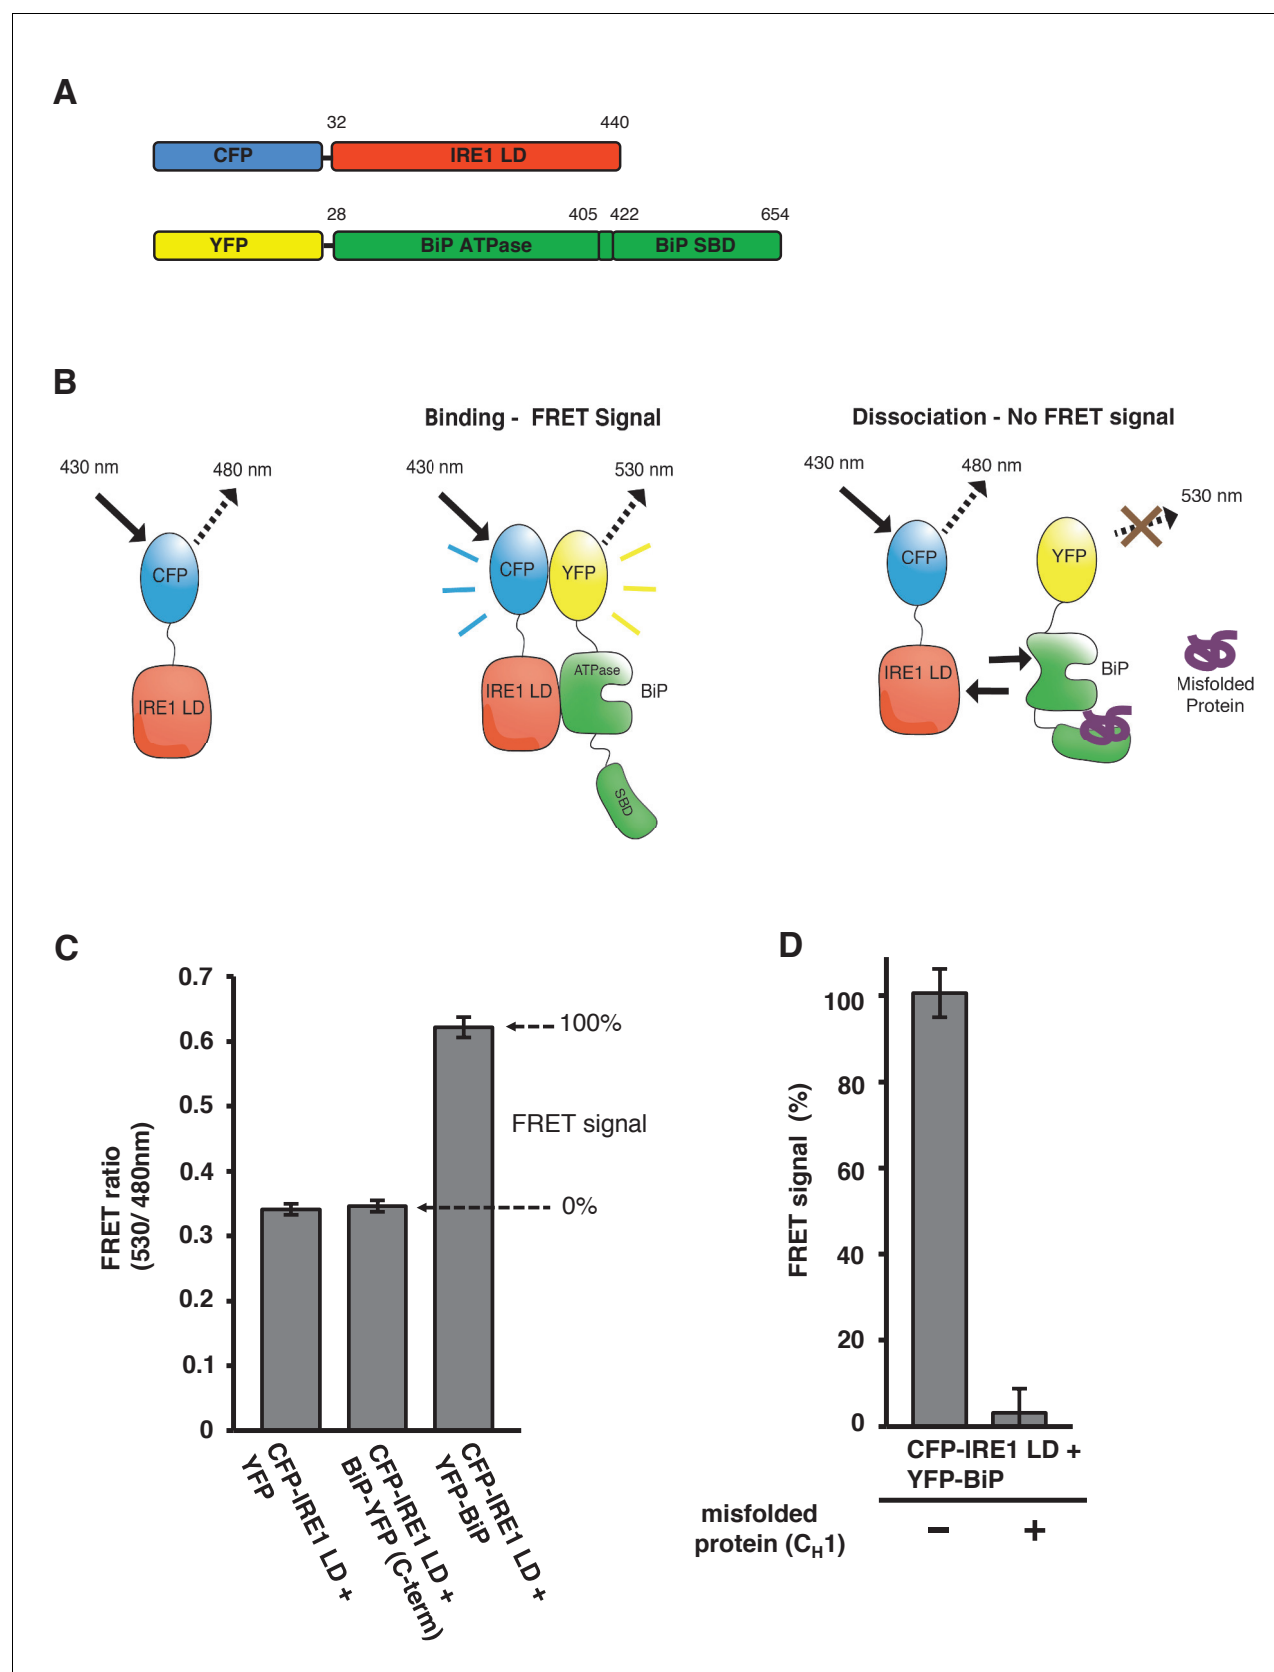 A
32 440
CFP IRE1 LD
28 405 422 654
YFP BiP ATPase BiP SBD
B
Binding - FRET Signal
Dissociation - No FRET signal
430 nm 480 nm
CFP
IRE1 LD
430 nm 530 nm
CFP YFP
ATPase
IRE1 LD
BiP
SBD
430 nm 480 nm
530 nm
CFP
YFP
IRE1 LD
BiP
Misfolded
Protein
C
FRET ratio
(530/ 480nm)
0.7
0.6
0.5
0.4
0.3
0.2
0.1
0
100%
FRET signal
0%
CFP-IRE1 LD +
YFP
CFP-IRE1 LD +
BiP-YFP (C-term)
CFP-IRE1 LD +
YFP-BiP
D
FRET signal (%)
100
80
60
40
20
0
CFP-IRE1 LD +
YFP-BiP
misfolded
protein (CH1)
− +